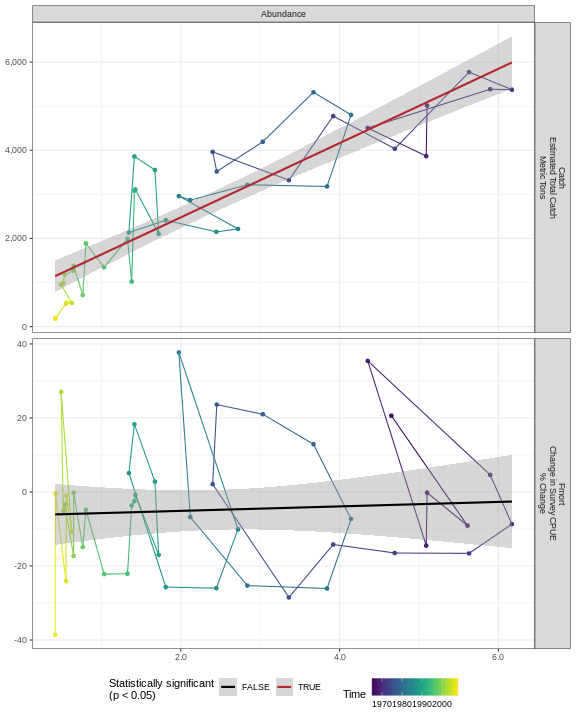 Abundance
6,000
4,000
2,000
0
Catch
Estimated Total Catch
Metric Tons
40
20
0
-20
-40
Fmort
Change in Survey CPUE
% Change
2.0
4.0
6.0
Statistically significant
(p < 0.05)
FALSE
TRUE
Time
1970198019902000